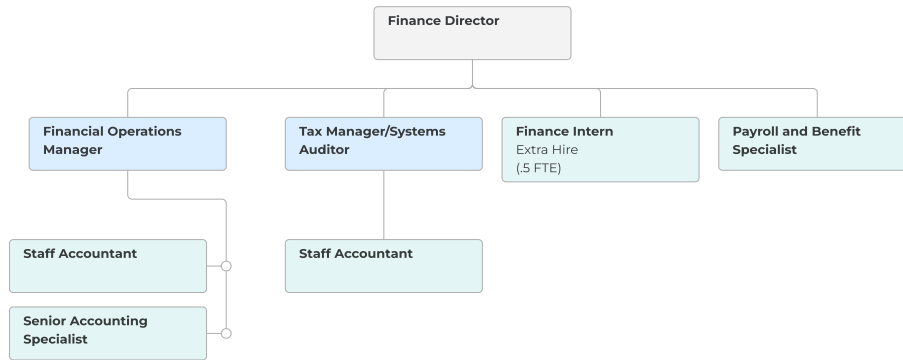 Finance Director
Financial Operations
Manager
Tax Manager/Systems
Auditor
Finance Intern
Extra Hire
(.5 FTE)
Payroll and Benefit
Specialist
Staff Accountant
Staff Accountant
Senior Accounting
Specialist